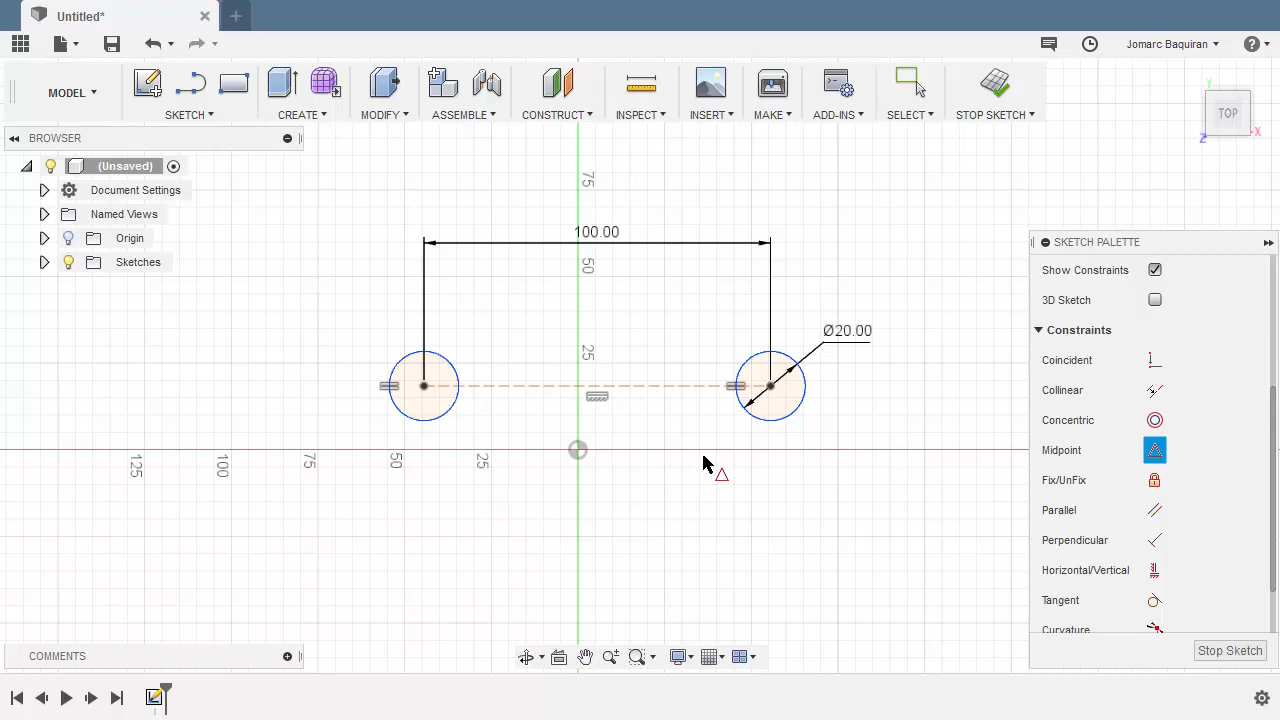 Untitled*
Jomarc Baquiran
MODEL
SKETCH
CREATE
MODIFY
ASSEMBLE
CONSTRUCT
INSPECT
INSERT
MAKE
ADD-INS
SELECT
STOP SKETCH
BROWSER
(Unsaved)
Document Settings
Named Views
Origin
Sketches
Y
TOP
X
Z
75
100.00
50
25
Ø20.00
125
100
75
50
25
SKETCH PALETTE
Show Constraints
3D Sketch
Constraints
Coincident
Collinear
Concentric
Midpoint
Fix/UnFix
Parallel
Perpendicular
Horizontal/Vertical
Tangent
Curvature
Stop Sketch
COMMENTS